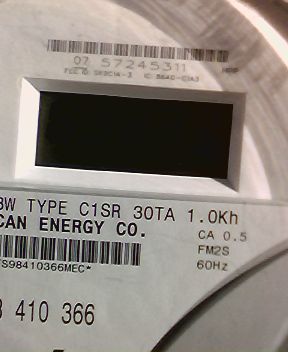 07 57245311
3W TYPE C1SR 30TA 1.0Kh
CAN ENERGY CO.
CA 0.5
FM2S
60Hz
S98410366MEC*
410 366